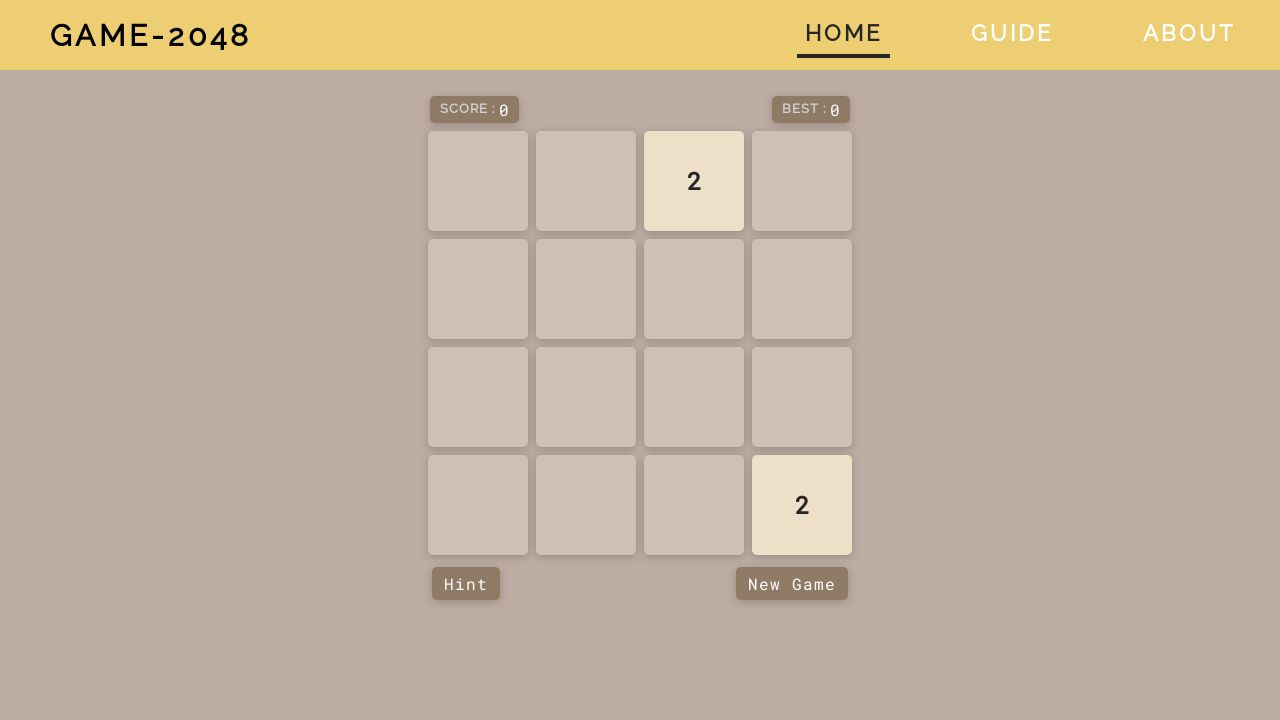 GAME-2048
HOME GUIDE ABOUT
SCORE : 0
BEST : 0
2
2
Hint
New Game